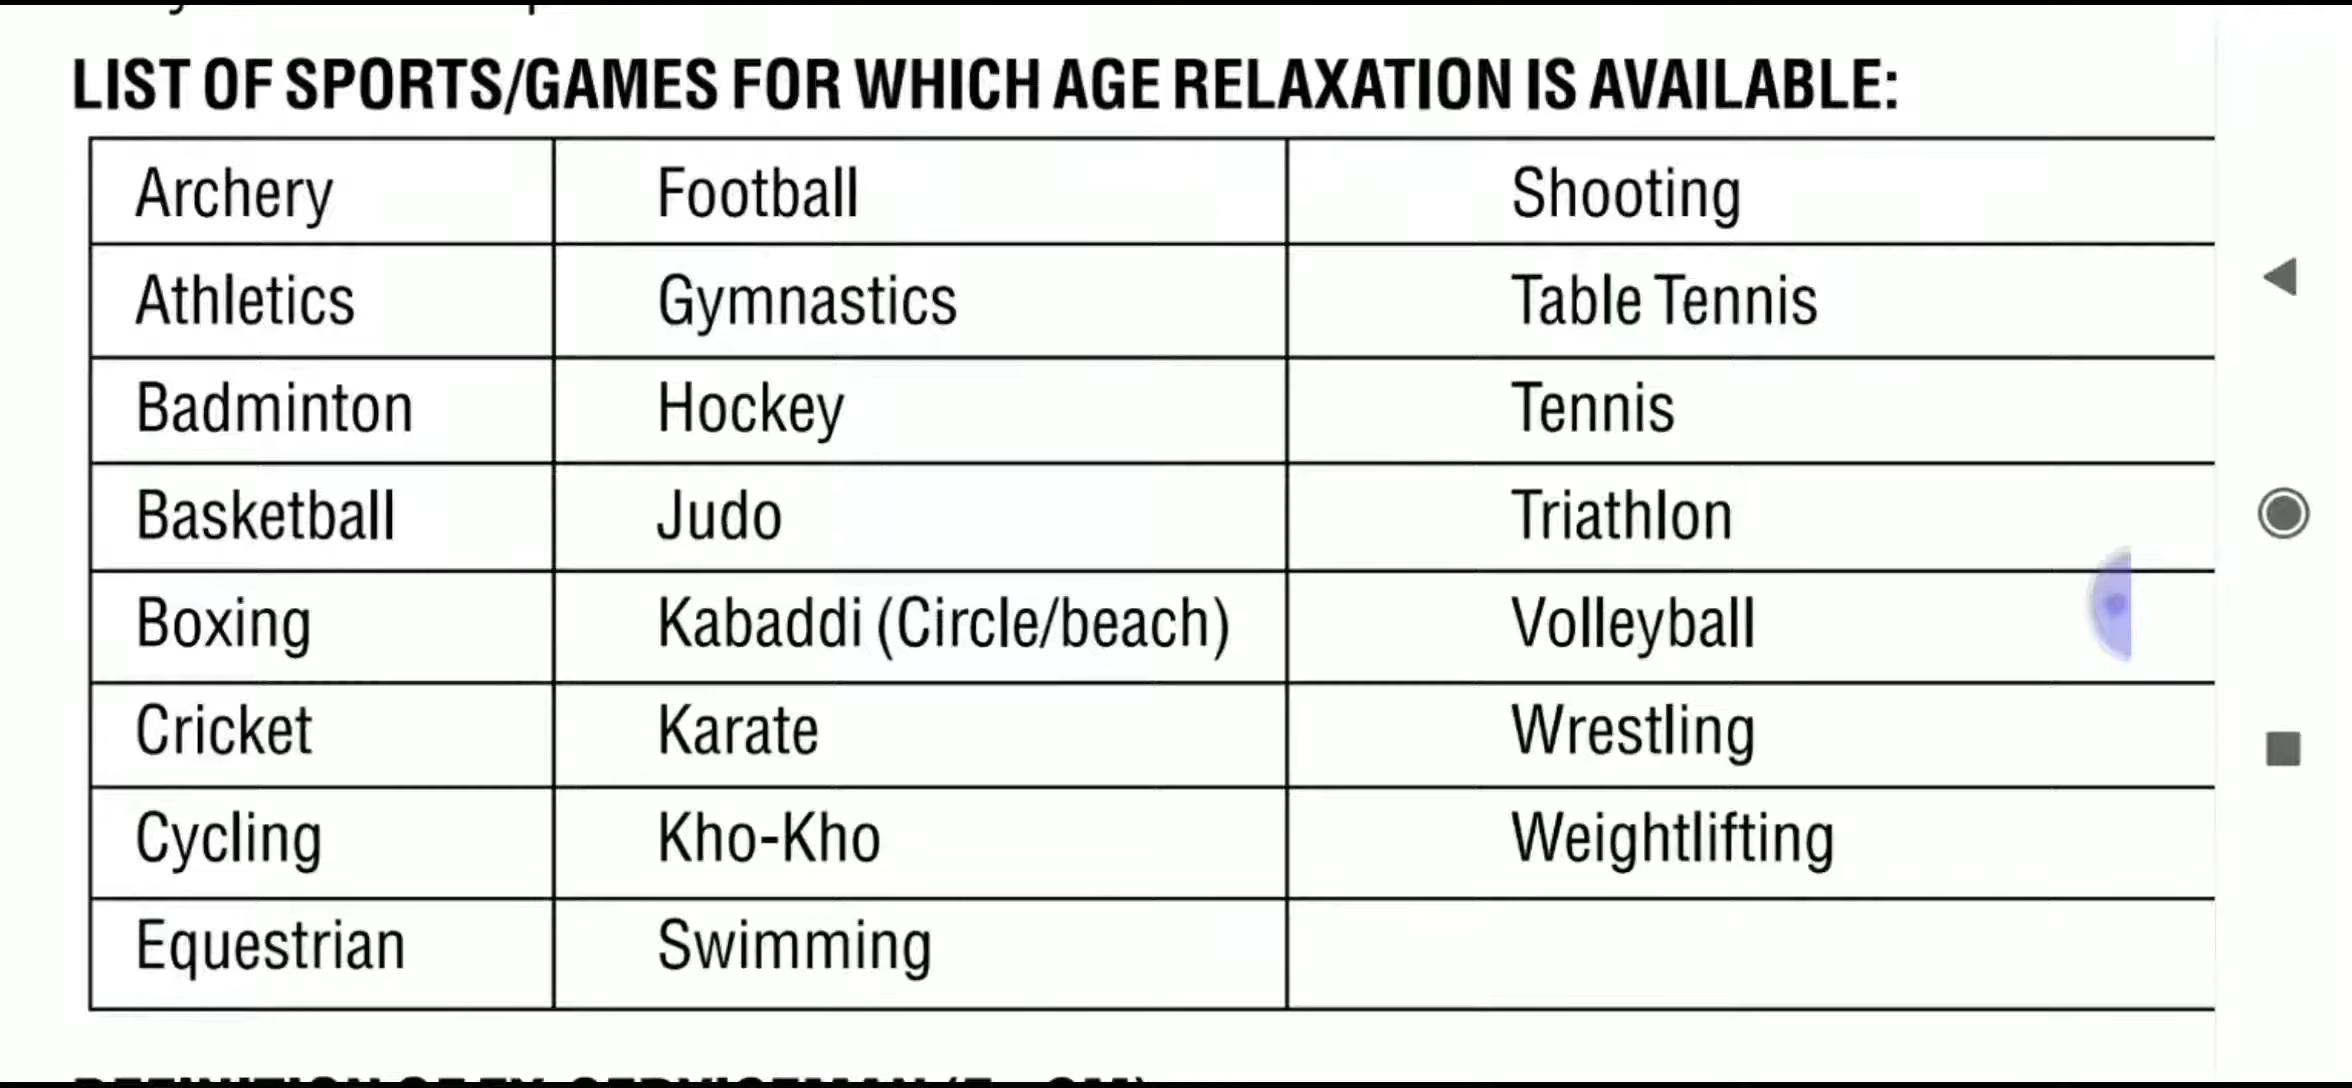 LIST OF SPORTS/GAMES FOR WHICH AGE RELAXATION IS AVAILABLE:
Archery Football Shooting
Athletics Gymnastics Table Tennis
Badminton Hockey Tennis
Basketball Judo Triathlon
Boxing Kabaddi (Circle/beach) Volleyball
Cricket Karate Wrestling
Cycling Kho-Kho Weightlifting
Equestrian Swimming